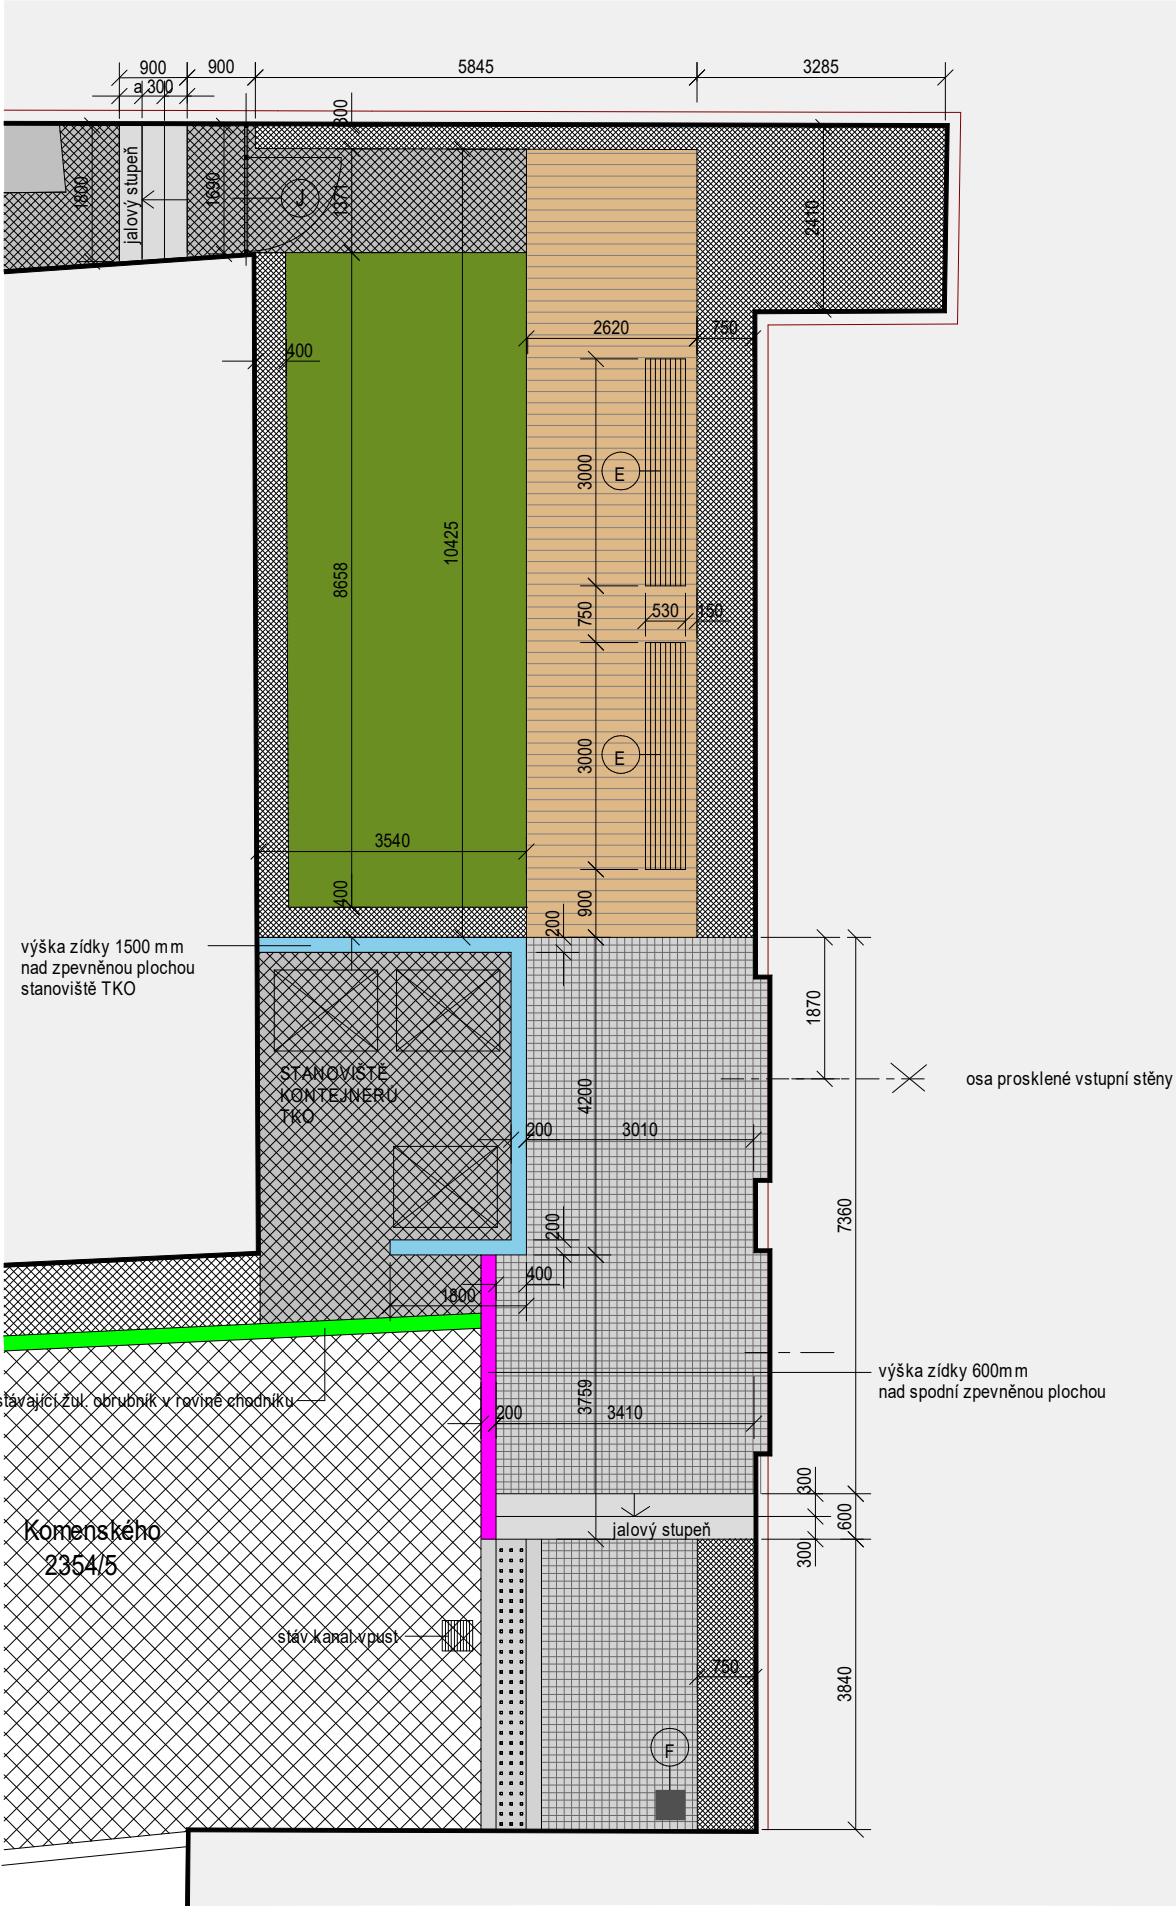 900
900
5845
3285
a 300
300
1800
jalový stupeň
1690
J
1371
2410
2620
750
400
3000
E
8658
10425
750
530
150
3000
E
3540
400
900
200
výška zídky 1500 mm
nad zpevněnou plochou
stanoviště TKO
1870
STANOVIŠTĚ
KONTEJNERŮ
TKO
osa prosklené vstupní stěny
4200
200
3010
7360
200
400
1800
výška zídky 600mm
nad spodní zpevněnou plochou
stávající žul. obrubník v rovině chodníku
3759
200
3410
300
600
jalový stupeň
300
Komenského
2354/5
stáv.kanal.vpust
750
3840
F